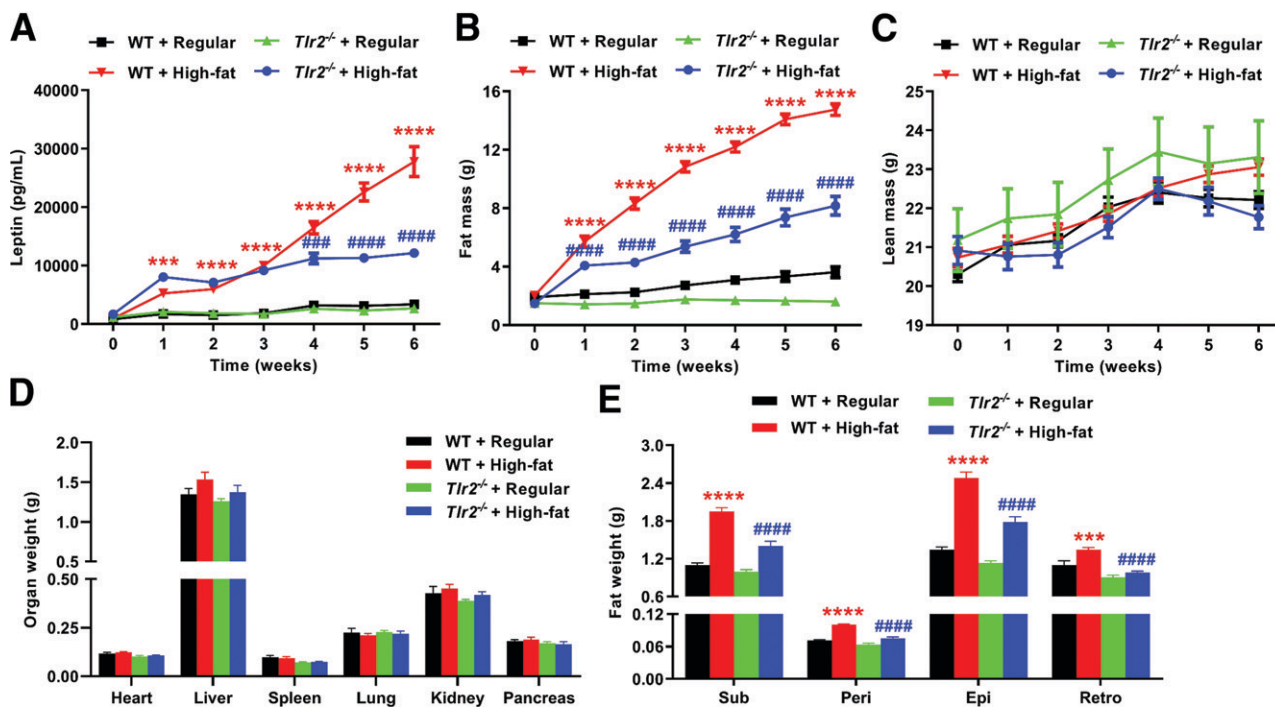 A
WT + Regular
Tlr2-/- + Regular
WT + High-fat
Tlr2-/- + High-fat
Leptin (pg/mL)
40000
30000
20000
10000
0
****
****
****
****
****
***
###
####
####
0 1 2 3 4 5 6
Time (weeks)
B
WT + Regular
Tlr2-/- + Regular
WT + High-fat
Tlr2-/- + High-fat
Fat mass (g)
16
12
8
4
0
****
****
****
****
****
****
####
####
####
####
####
####
0 1 2 3 4 5 6
Time (weeks)
C
WT + Regular
Tlr2-/- + Regular
WT + High-fat
Tlr2-/- + High-fat
Lean mass (g)
25
24
23
22
21
20
19
0 1 2 3 4 5 6
Time (weeks)
D
WT + Regular
WT + High-fat
Tlr2-/- + Regular
Tlr2-/- + High-fat
Organ weight (g)
2.0
1.5
1.0
0.5
0.50
0.25
0.00
Heart Liver Spleen Lung Kidney Pancreas
E
WT + Regular
Tlr2-/- + Regular
WT + High-fat
Tlr2-/- + High-fat
Fat weight (g)
3.0
2.4
1.8
1.2
0.6
0.12
0.06
0.00
****
####
****
####
****
####
***
####
Sub Peri Epi Retro